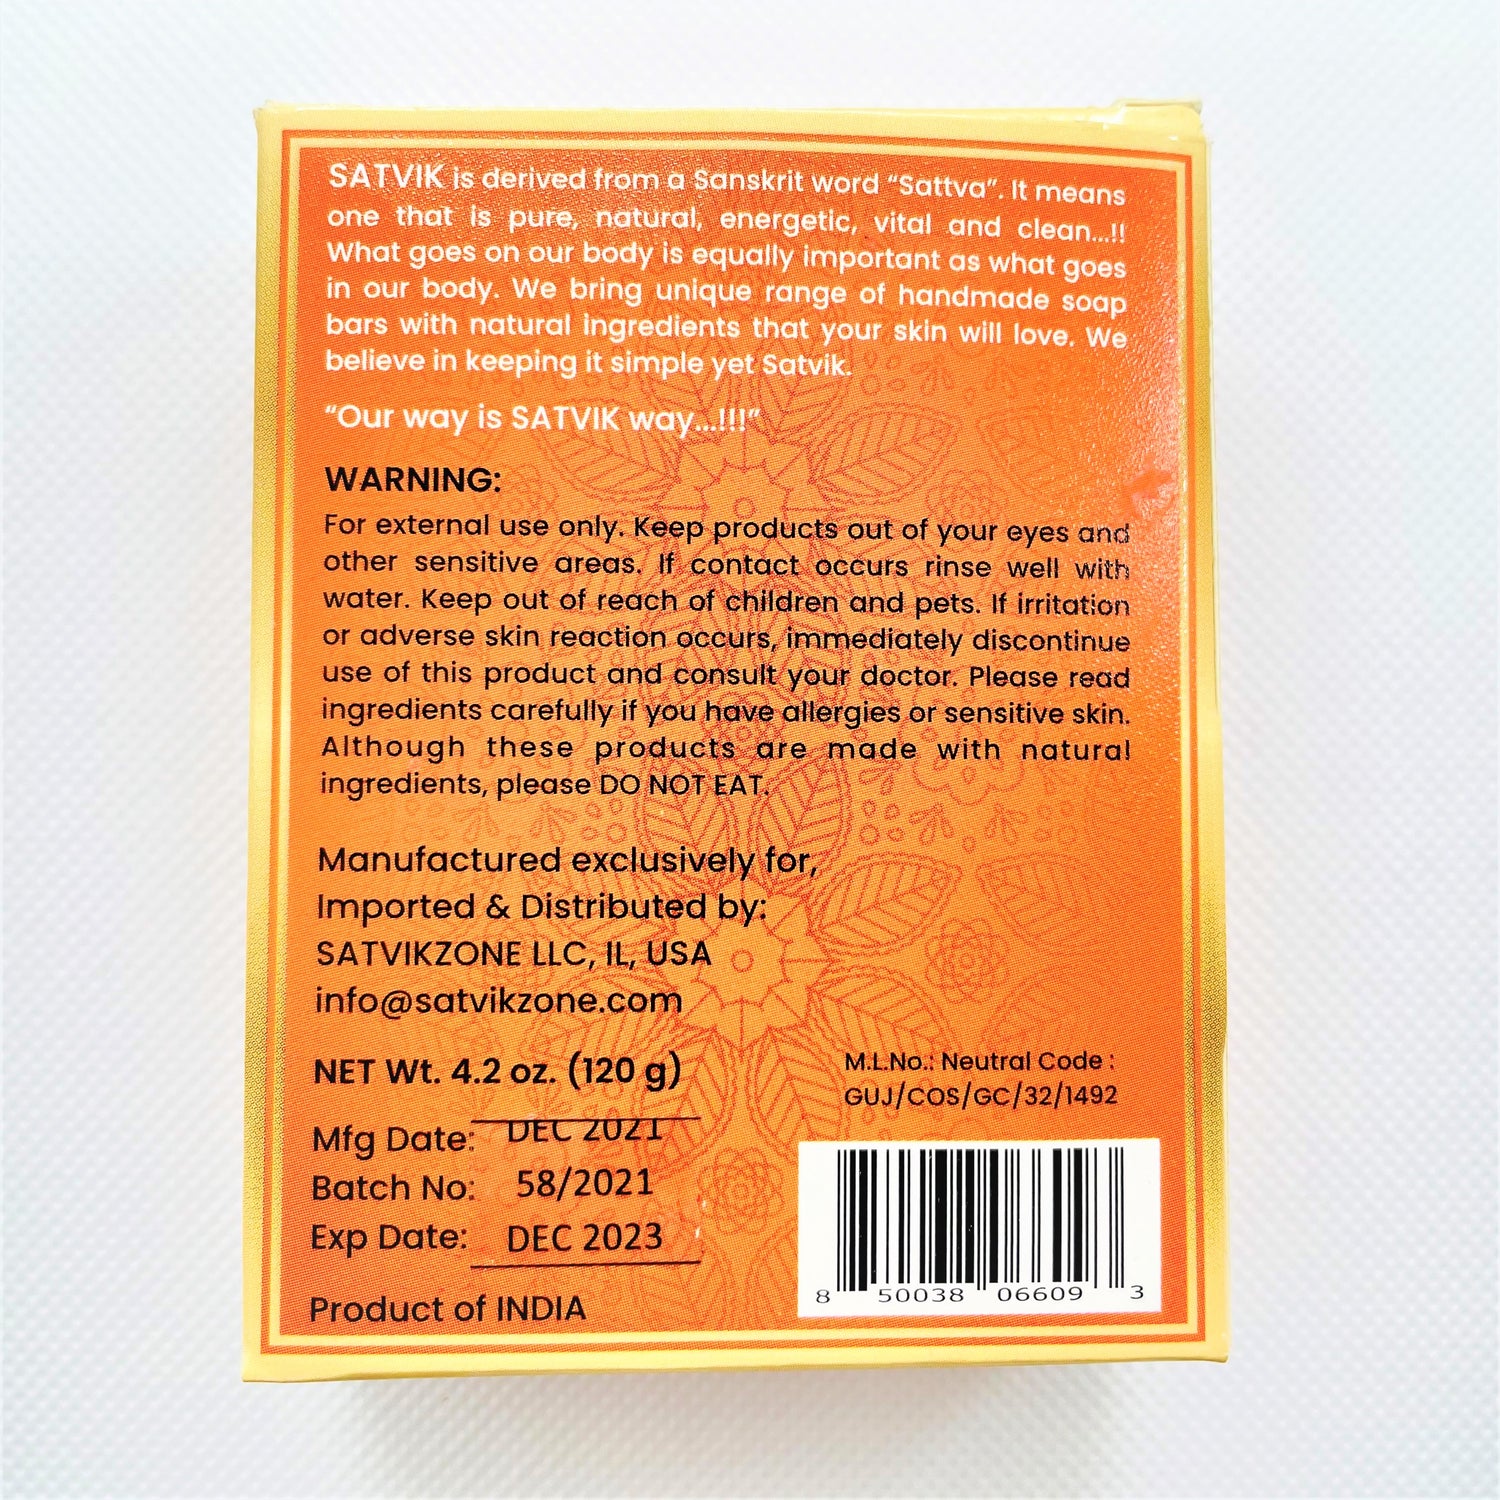 SATVIK is derived from a Sanskrit word “Sattva”. It means
one that is pure, natural, energetic, vital and clean...!!
What goes on our body is equally important as what goes
in our body. We bring unique range of handmade soap
bars with natural ingredients that your skin will love. We
believe in keeping it simple yet Satvik.
“Our way is SATVIK way...!!!”
WARNING:
For external use only. Keep products out of your eyes and
other sensitive areas. If contact occurs rinse well with
water. Keep out of reach of children and pets. If irritation
or adverse skin reaction occurs, immediately discontinue
use of this product and consult your doctor. Please read
ingredients carefully if you have allergies or sensitive skin.
Although these products are made with natural
ingredients, please DO NOT EAT.
Manufactured exclusively for,
Imported & Distributed by:
SATVIKZONE LLC, IL, USA
info@satvikzone.com
NET Wt. 4.2 oz. (120 g)
Mfg Date: DEC 2021
Batch No: 58/2021
Exp Date: DEC 2023
Product of INDIA
M.L.No.: Neutral Code :
GUJ/COS/GC/32/1492
8 50038 06609 3